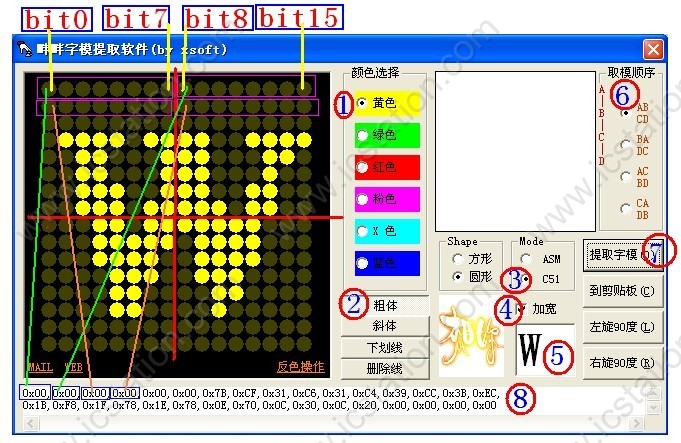 bit0 bit7 bit8 bit15
畔畔字模提取软件(by zsoft)
颜色选择
① 黄色
绿色
红色
粉色
X 色
蓝色
取模顺序
⑥
A|B|C|D
AB
CD
BA
DC
AC
BD
CA
DB
Shape
方形
圆形
Mode
ASM
③ C51
② 粗体
斜体
下划线
删除线
④ 加宽
W ⑤
提取字模 ⑦
到剪贴板(C)
左旋90度(L)
右旋90度(R)
MAIL WEB 反色操作
⑧
0x00, 0x00, 0x00, 0x00, 0x00, 0x00, 0x7B, 0xCF, 0x31, 0xC6, 0x31, 0xC4, 0x39, 0xCC, 0x3B, 0xEC,
0x1B, 0xF8, 0x1F, 0x78, 0x1E, 0x78, 0x0E, 0x70, 0x0C, 0x30, 0x0C, 0x20, 0x00, 0x00, 0x00, 0x00
www.icstation.com